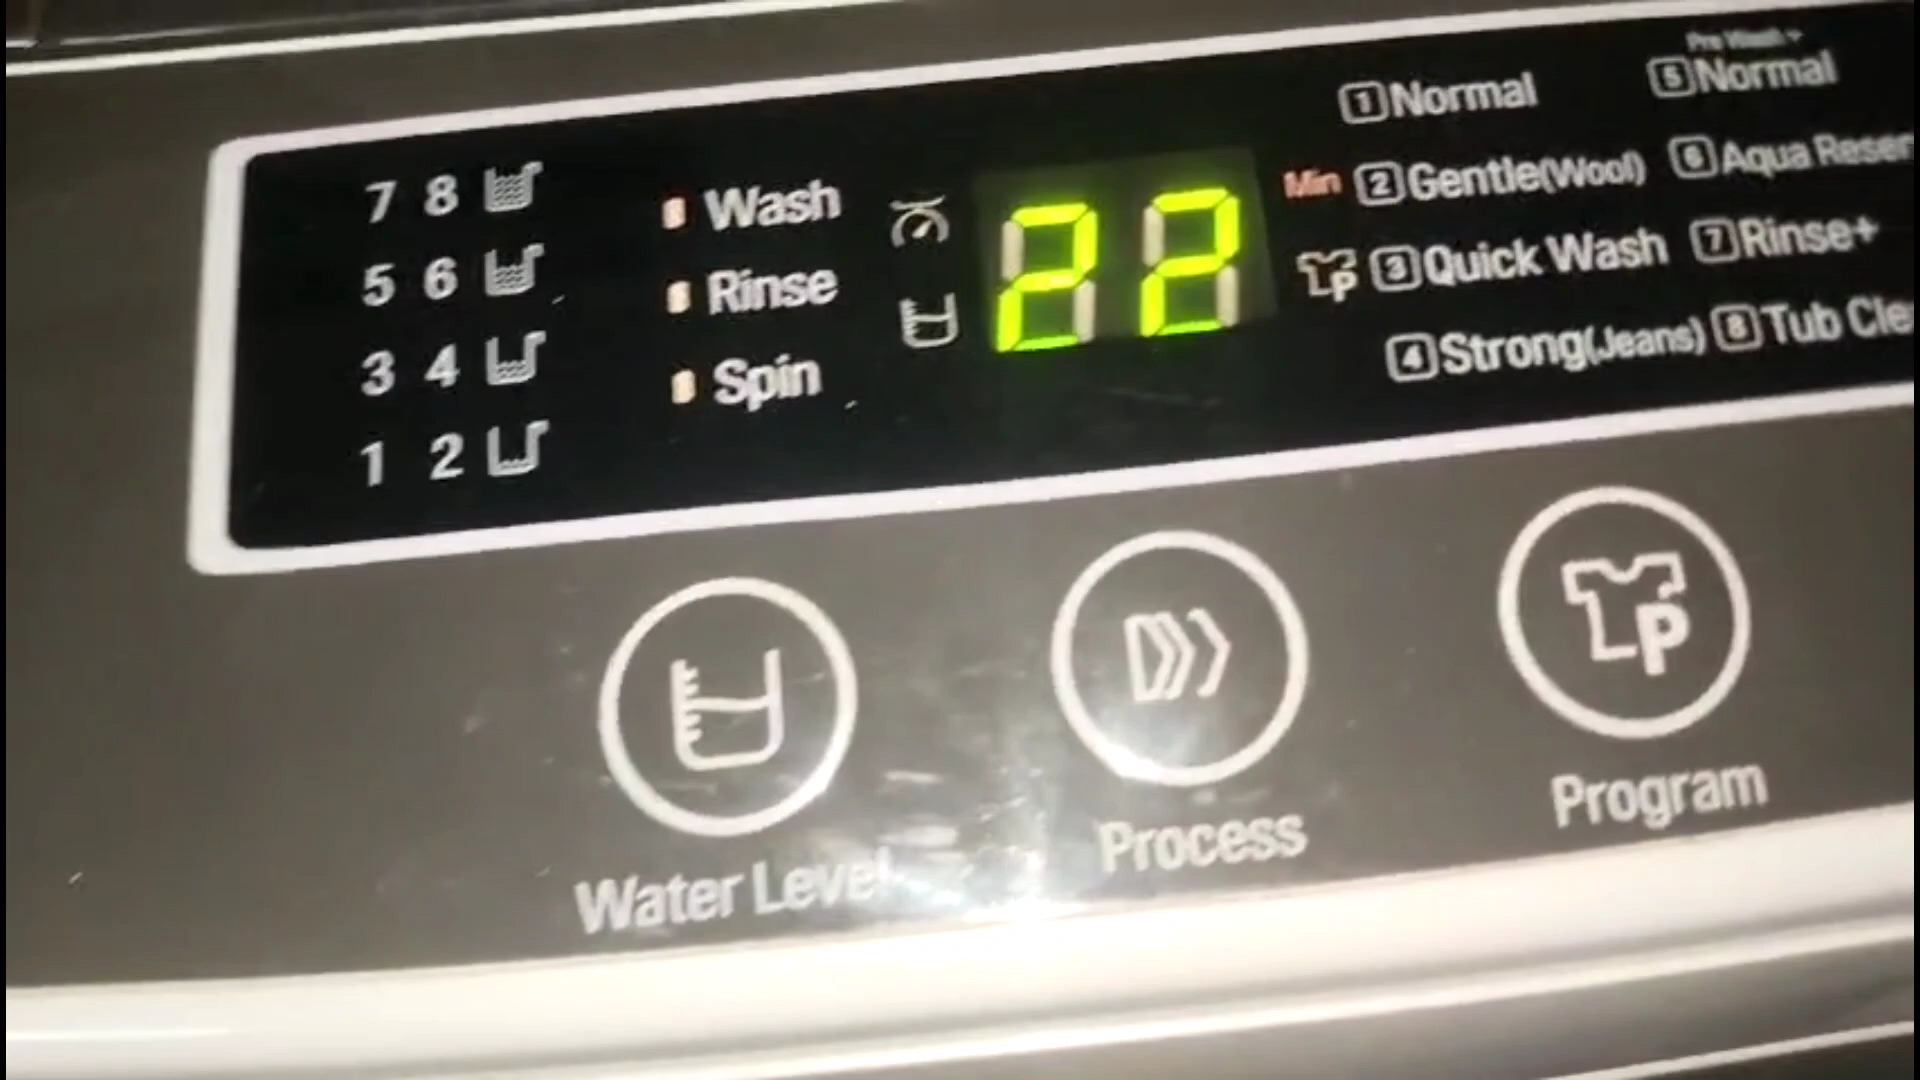 Pre Wash +
1 Normal 5 Normal
7 8 Wash 22 Min 2 Gentle(Wool) 6 Aqua Reser
5 6 Rinse 3 Quick Wash 7 Rinse+
3 4 Spin 4 Strong(Jeans) 8 Tub Cle
1 2
P
Water Level Process Program